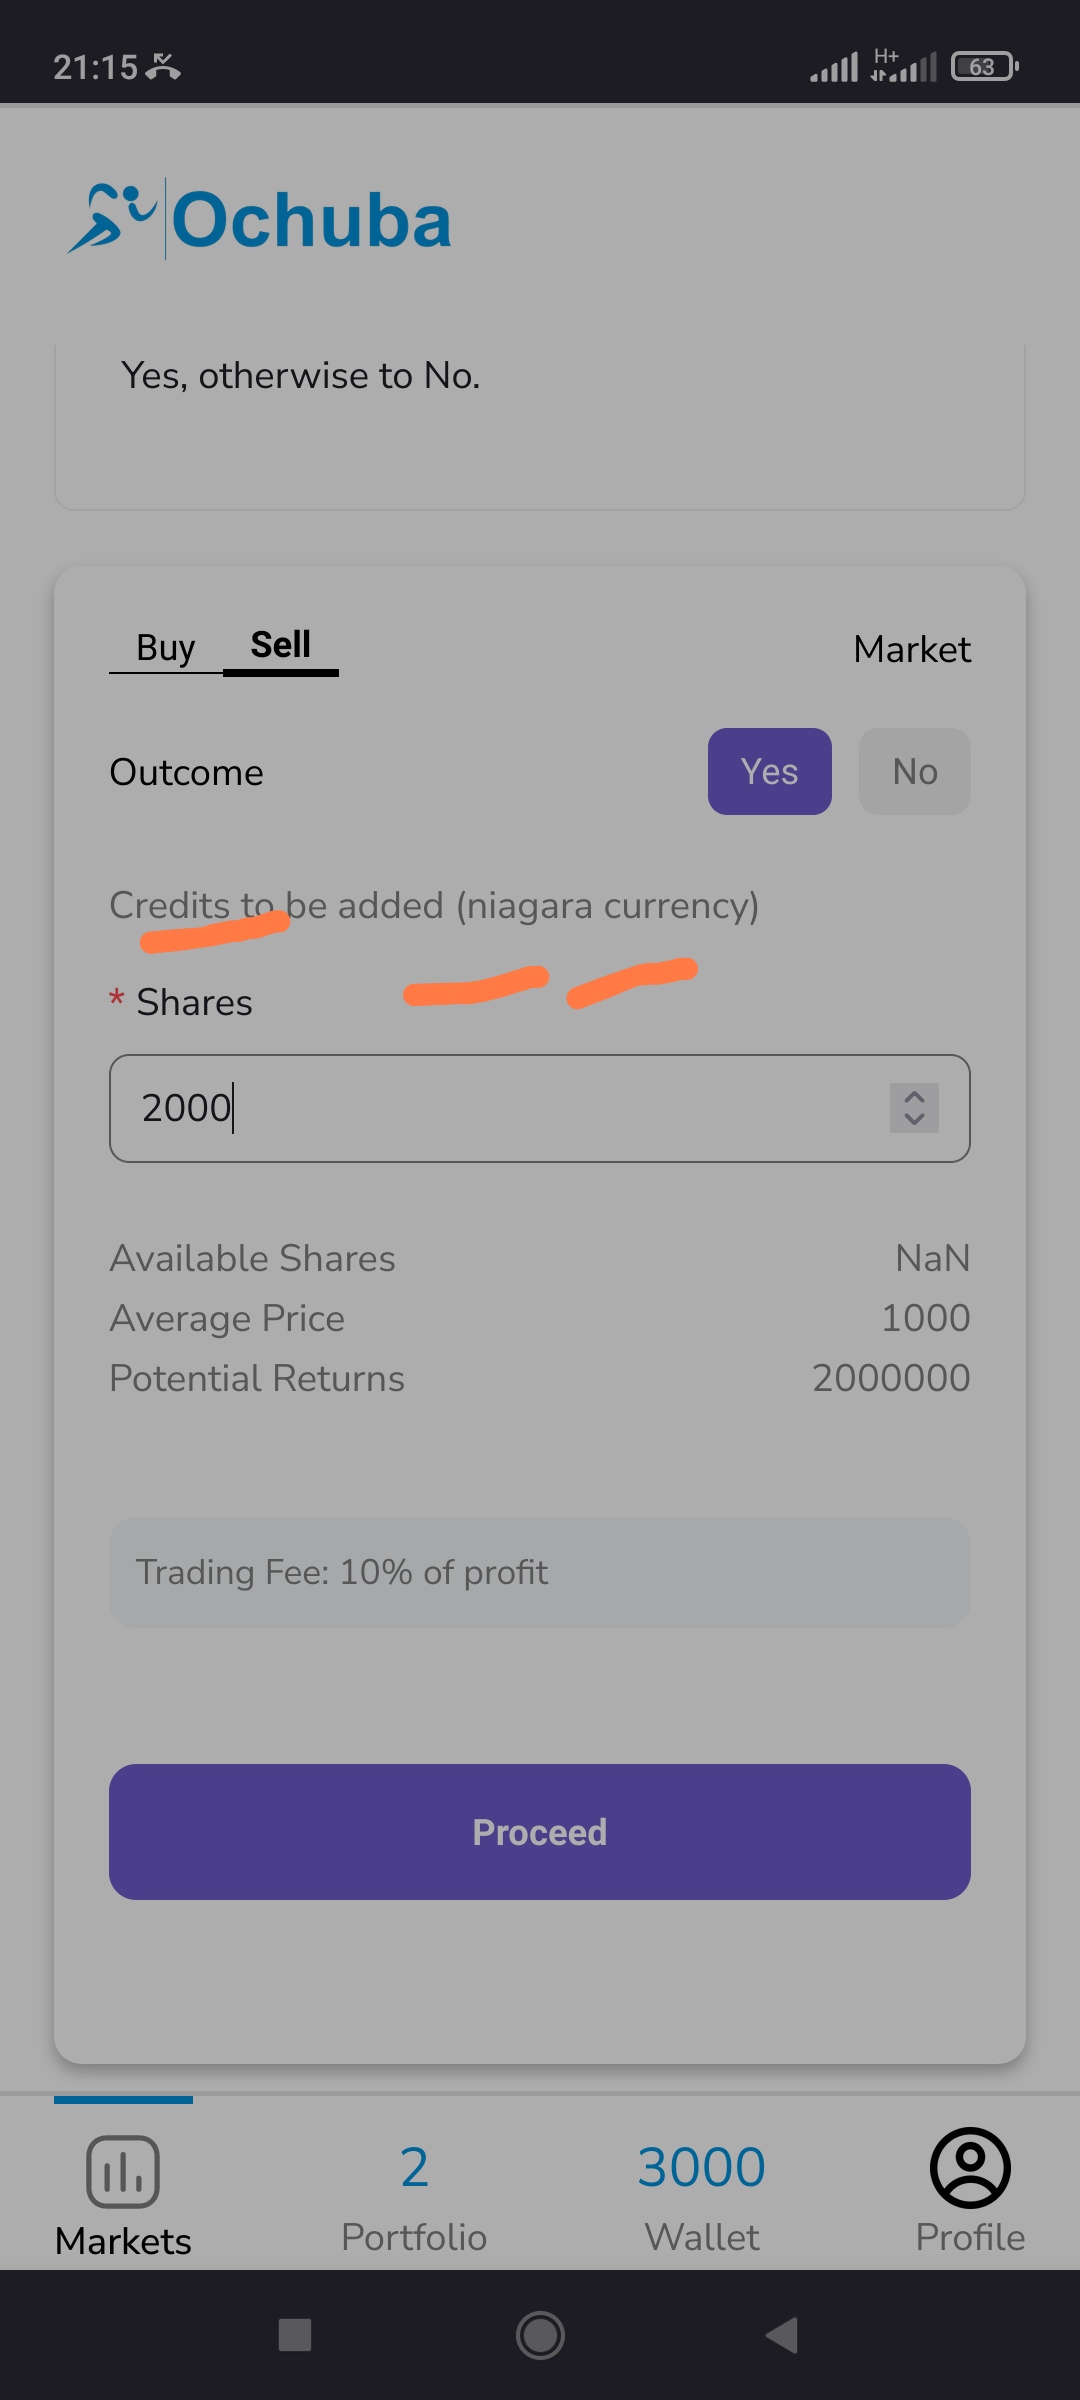 21:15 H+ 63
Ochuba
Yes, otherwise to No.
Buy Sell Market
Outcome Yes No
Credits to be added (niagara currency)
* Shares
2000
Available Shares NaN
Average Price 1000
Potential Returns 2000000
Trading Fee: 10% of profit
Proceed
2 3000
Markets Portfolio Wallet Profile